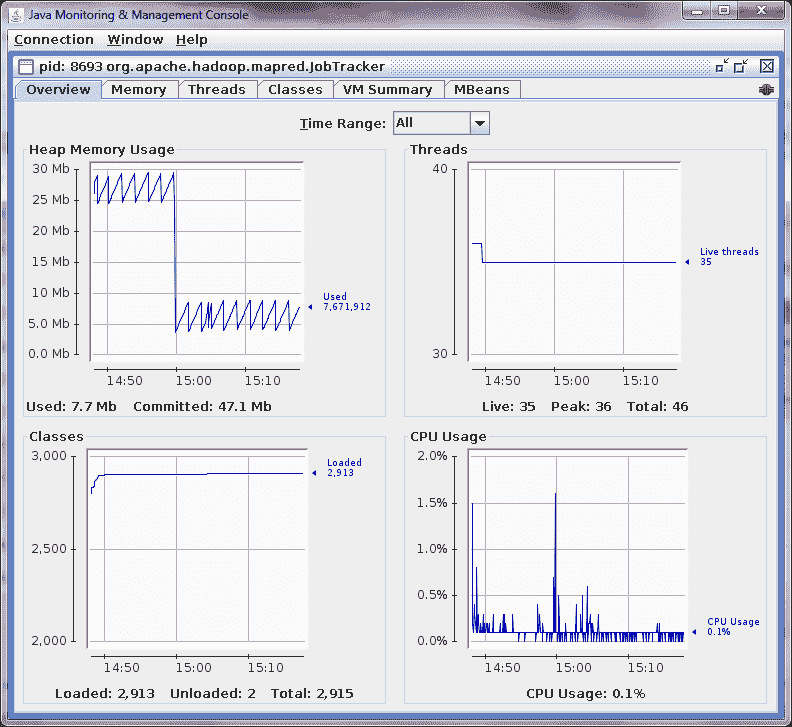 Java Monitoring & Management Console
Connection Window Help
pid: 8693 org.apache.hadoop.mapred.JobTracker
Overview Memory Threads Classes VM Summary MBeans
Time Range: All
Heap Memory Usage
30 Mb
25 Mb
20 Mb
15 Mb
10 Mb
5.0 Mb
0.0 Mb
Used
7,671,912
14:50 15:00 15:10
Used: 7.7 Mb Committed: 47.1 Mb
Threads
40
30
Live threads
35
14:50 15:00 15:10
Live: 35 Peak: 36 Total: 46
Classes
3,000
2,500
2,000
Loaded
2,913
14:50 15:00 15:10
Loaded: 2,913 Unloaded: 2 Total: 2,915
CPU Usage
2.0%
1.5%
1.0%
0.5%
0.0%
CPU Usage
0.1%
14:50 15:00 15:10
CPU Usage: 0.1%